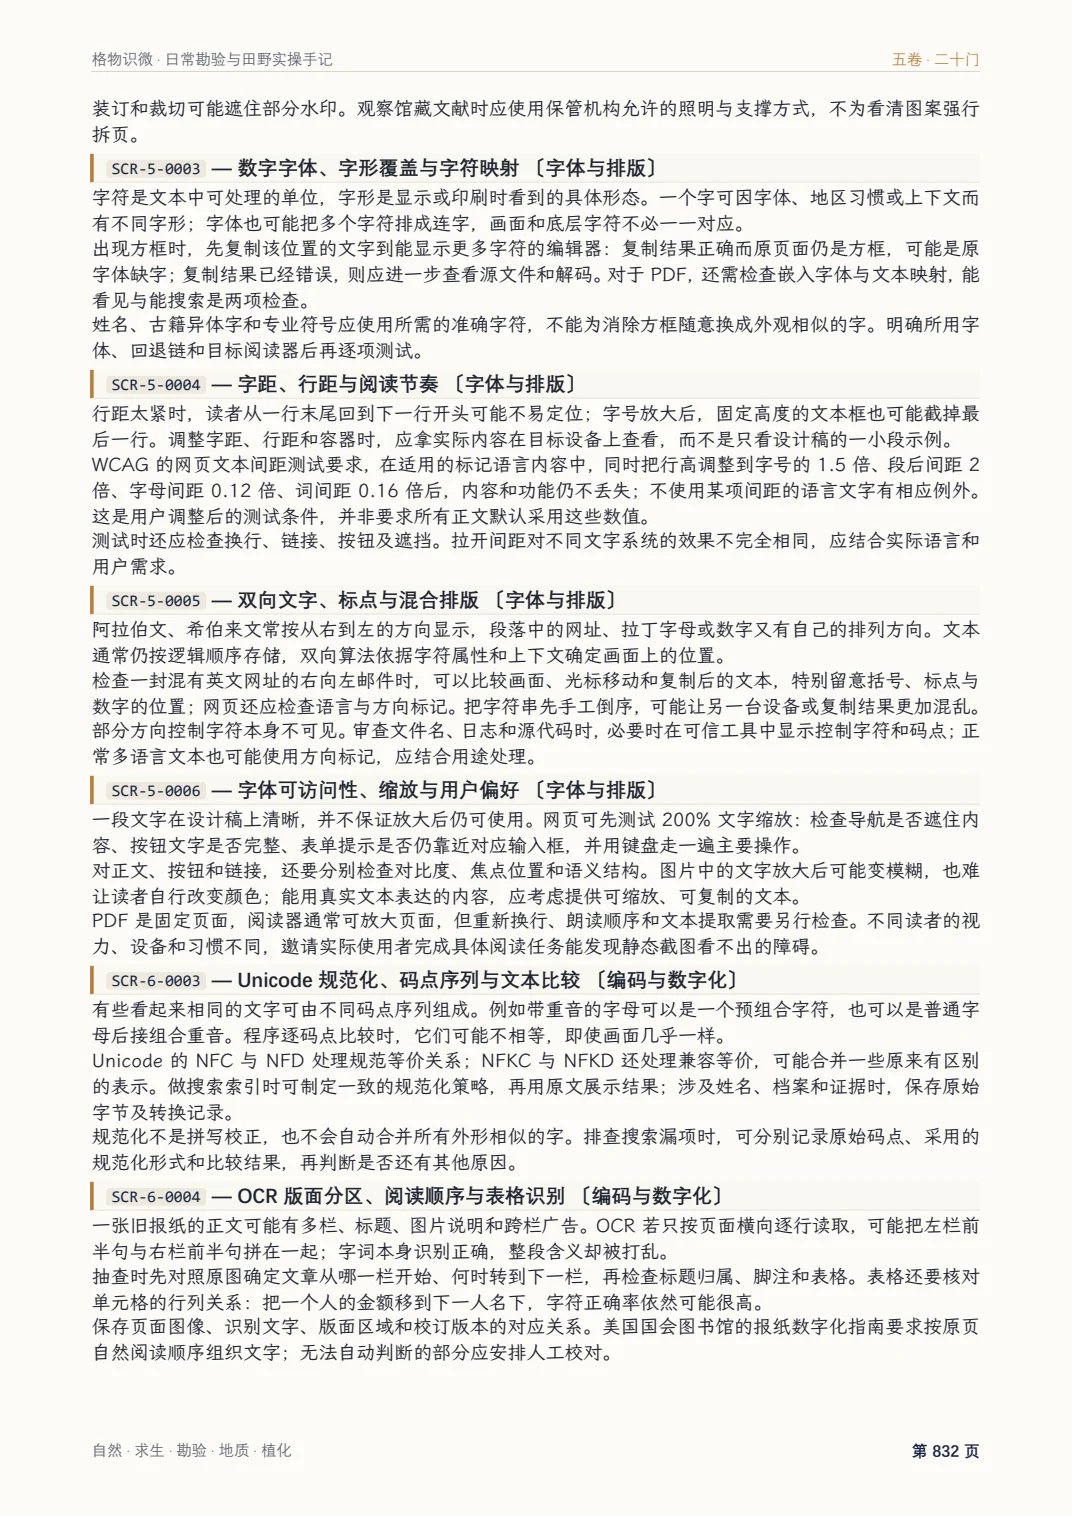 格物识微 · 日常勘验与田野实操手记
五卷 · 二十门
装订和裁切可能遮住部分水印。观察馆藏文献时应使用保管机构允许的照明与支撑方式，不为看清图案强行
拆页。
SCR-5-0003 — 数字字体、字形覆盖与字符映射 〔字体与排版〕
字符是文本中可处理的单位，字形是显示或印刷时看到的具体形态。一个字可因字体、地区习惯或上下文而
有不同字形；字体也可能把多个字符排成连字，画面和底层字符不必一一对应。
出现方框时，先复制该位置的文字到能显示更多字符的编辑器：复制结果正确而原页面仍是方框，可能是原
字体缺字；复制结果已经错误，则应进一步查看源文件和解码。对于 PDF，还需检查嵌入字体与文本映射，能
看见与能搜索是两项检查。
姓名、古籍异体字和专业符号应使用所需的准确字符，不能为消除方框随意换成外观相似的字。明确所用字
体、回退链和目标阅读器后再逐项测试。
SCR-5-0004 — 字距、行距与阅读节奏 〔字体与排版〕
行距太紧时，读者从一行末尾回到下一行开头可能不易定位；字号放大后，固定高度的文本框也可能截掉最
后一行。调整字距、行距和容器时，应拿实际内容在目标设备上查看，而不是只看设计稿的一小段示例。
WCAG 的网页文本间距测试要求，在适用的标记语言内容中，同时把行高调整到字号的 1.5 倍、段后间距 2
倍、字母间距 0.12 倍、词间距 0.16 倍后，内容和功能仍不丢失；不使用某项间距的语言文字有相应例外。
这是用户调整后的测试条件，并非要求所有正文默认采用这些数值。
测试时还应检查换行、链接、按钮及遮挡。拉开间距对不同文字系统的效果不完全相同，应结合实际语言和
用户需求。
SCR-5-0005 — 双向文字、标点与混合排版 〔字体与排版〕
阿拉伯文、希伯来文常按从右到左的方向显示，段落中的网址、拉丁字母或数字又有自己的排列方向。文本
通常仍按逻辑顺序存储，双向算法依据字符属性和上下文确定画面上的位置。
检查一封混有英文网址的右向左邮件时，可以比较画面、光标移动和复制后的文本，特别留意括号、标点与
数字的位置；网页还应检查语言与方向标记。把字符串先手工倒序，可能让另一台设备或复制结果更加混乱。
部分方向控制字符本身不可见。审查文件名、日志和源代码时，必要时在可信工具中显示控制字符和码点；正
常多语言文本也可能使用方向标记，应结合用途处理。
SCR-5-0006 — 字体可访问性、缩放与用户偏好 〔字体与排版〕
一段文字在设计稿上清晰，并不保证放大后仍可使用。网页可先测试 200% 文字缩放：检查导航是否遮住内
容、按钮文字是否完整、表单提示是否仍靠近对应输入框，并用键盘走一遍主要操作。
对正文、按钮和链接，还要分别检查对比度、焦点位置和语义结构。图片中的文字放大后可能变模糊，也难
让读者自行改变颜色；能用真实文本表达的内容，应考虑提供可缩放、可复制的文本。
PDF 是固定页面，阅读器通常可放大页面，但重新换行、朗读顺序和文本提取需要另行检查。不同读者的视
力、设备和习惯不同，邀请实际使用者完成具体阅读任务能发现静态截图看不出的障碍。
SCR-6-0003 — Unicode 规范化、码点序列与文本比较 〔编码与数字化〕
有些看起来相同的文字可由不同码点序列组成。例如带重音的字母可以是一个预组合字符，也可以是普通字
母后接组合重音。程序逐码点比较时，它们可能不相等，即使画面几乎一样。
Unicode 的 NFC 与 NFD 处理规范等价关系；NFKC 与 NFKD 还处理兼容等价，可能合并一些原来有区别
的表示。做搜索索引时可制定一致的规范化策略，再用原文展示结果；涉及姓名、档案和证据时，保存原始
字节及转换记录。
规范化不是拼写校正，也不会自动合并所有外形相似的字。排查搜索漏项时，可分别记录原始码点、采用的
规范化形式和比较结果，再判断是否还有其他原因。
SCR-6-0004 — OCR 版面分区、阅读顺序与表格识别 〔编码与数字化〕
一张旧报纸的正文可能有多栏、标题、图片说明和跨栏广告。OCR 若只按页面横向逐行读取，可能把左栏前
半句与右栏前半句拼在一起；字词本身识别正确，整段含义却被打乱。
抽查时先对照原图确定文章从哪一栏开始、何时转到下一栏，再检查标题归属、脚注和表格。表格还要核对
单元格的行列关系：把一个人的金额移到下一人名下，字符正确率依然可能很高。
保存页面图像、识别文字、版面区域和校订版本的对应关系。美国国会图书馆的报纸数字化指南要求按原页
自然阅读顺序组织文字；无法自动判断的部分应安排人工校对。
自然 · 求生 · 勘验 · 地质 · 植化
第 832 页